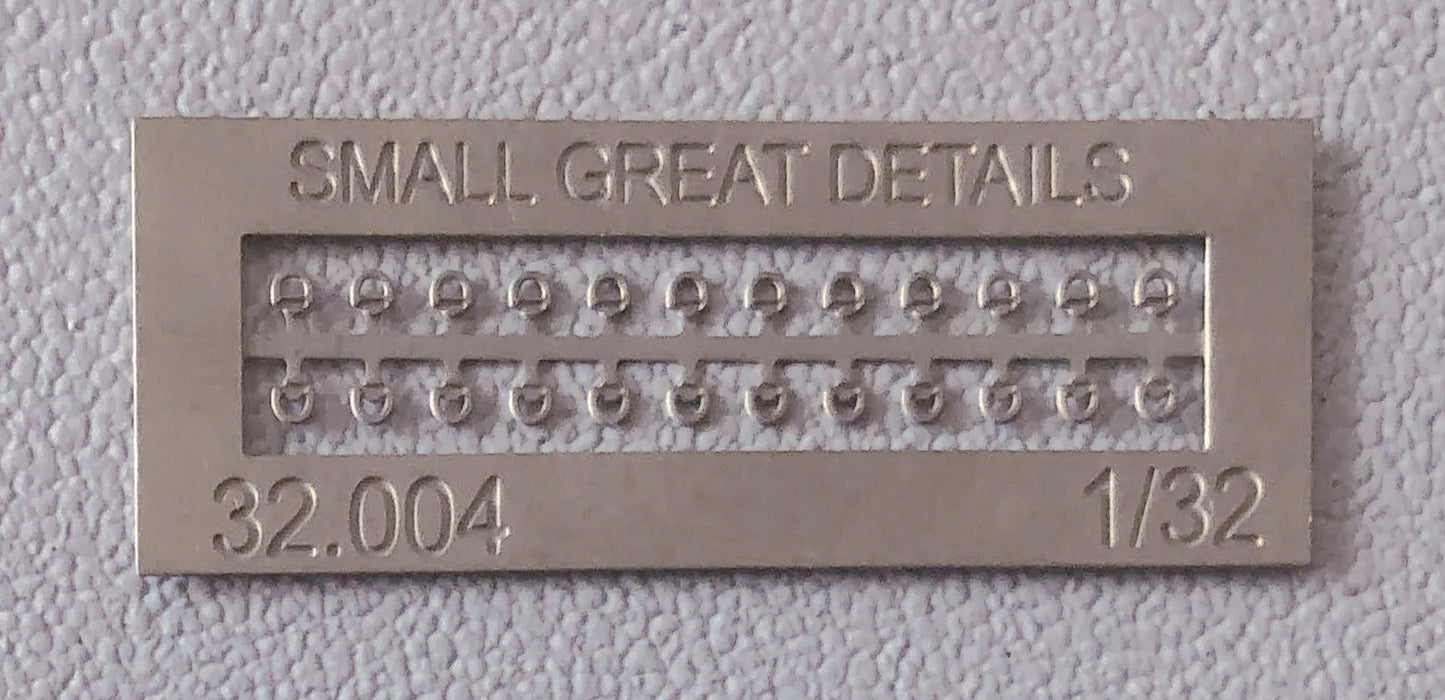 SMALL GREAT DETAILS
32.004 1/32